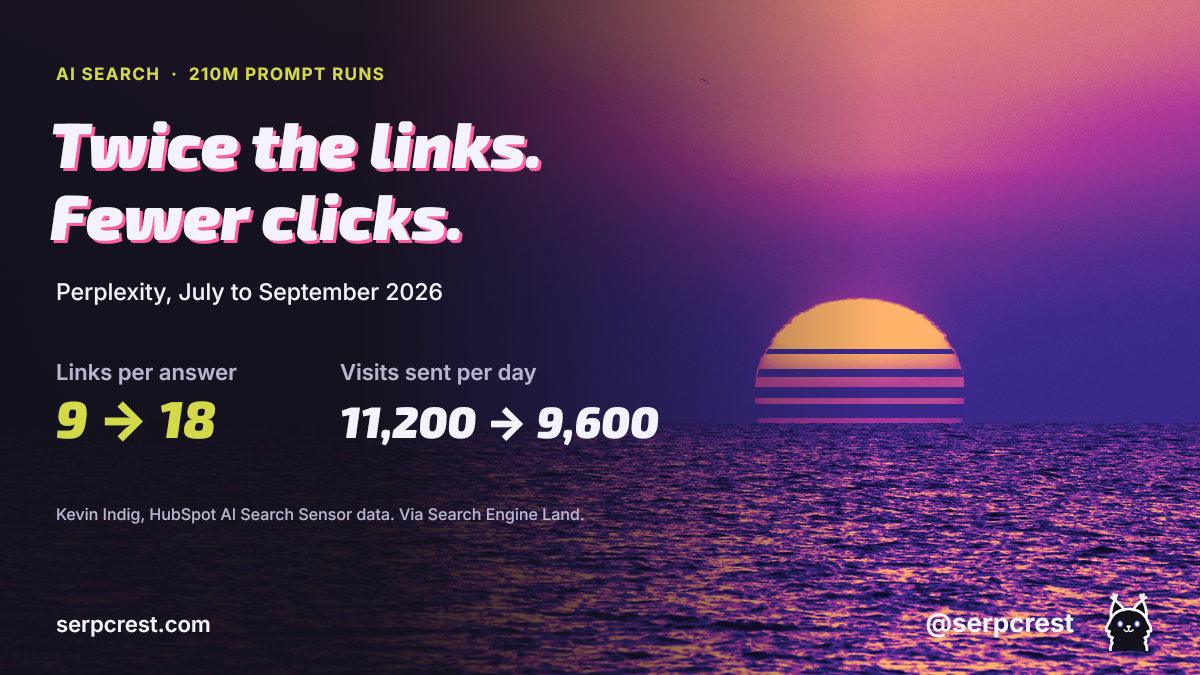 AI SEARCH · 210M PROMPT RUNS
Twice the links.
Fewer clicks.
Perplexity, July to September 2026
Links per answer
9 → 18
Visits sent per day
11,200 → 9,600
Kevin Indig, HubSpot AI Search Sensor data. Via Search Engine Land.
serpcrest.com
@serpcrest